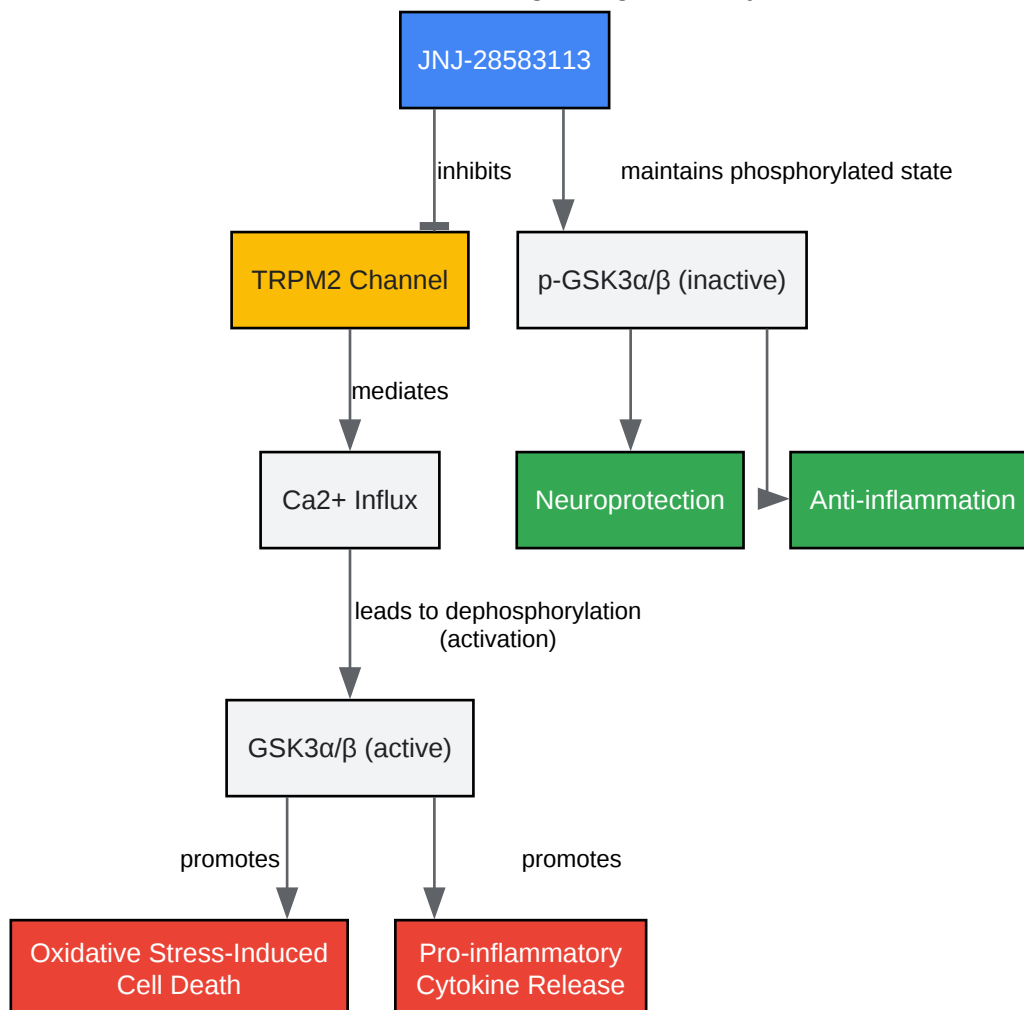 JNJ-28583113
inhibits
maintains phosphorylated state
TRPM2 Channel
p-GSK3α/β (inactive)
mediates
Ca2+ Influx
Neuroprotection
Anti-inflammation
leads to dephosphorylation
(activation)
GSK3α/β (active)
promotes
promotes
Oxidative Stress-Induced
Cell Death
Pro-inflammatory
Cytokine Release